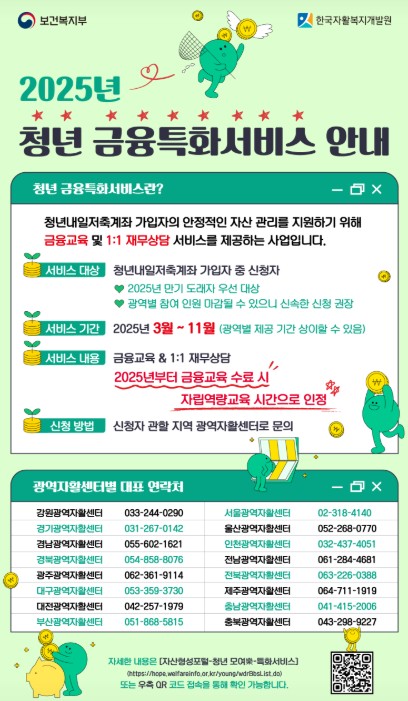 보건복지부
한국자활복지개발원
2025년
청년 금융특화서비스 안내
청년 금융특화서비스란?
청년내일저축계좌 가입자의 안정적인 자산 관리를 지원하기 위해
금융교육 및 1:1 재무상담 서비스를 제공하는 사업입니다.
서비스 대상 청년내일저축계좌 가입자 중 신청자
2025년 만기 도래자 우선 대상
광역별 참여 인원 마감될 수 있으니 신속한 신청 권장
서비스 기간 2025년 3월 ~ 11월 (광역별 제공 기간 상이할 수 있음)
서비스 내용 금융교육 & 1:1 재무상담
2025년부터 금융교육 수료 시
자립역량교육 시간으로 인정
신청 방법 신청자 관할 지역 광역자활센터로 문의
광역자활센터별 대표 연락처
강원광역자활센터 033-244-0290 서울광역자활센터 02-318-4140
경기광역자활센터 031-267-0142 울산광역자활센터 052-268-0770
경남광역자활센터 055-602-1621 인천광역자활센터 032-437-4051
경북광역자활센터 054-858-8076 전남광역자활센터 061-284-4681
광주광역자활센터 062-361-9114 전북광역자활센터 063-226-0388
대구광역자활센터 053-359-3730 제주광역자활센터 064-711-1919
대전광역자활센터 042-257-1979 충남광역자활센터 041-415-2006
부산광역자활센터 051-868-5815 충북광역자활센터 043-298-9227
자세한 내용은 [자산형성포털-청년 모여樂-특화서비스]
(https://hope.welfareinfo.or.kr/young/wdrBbsList.do)
또는 우측 QR 코드 접속을 통해 확인 가능합니다.